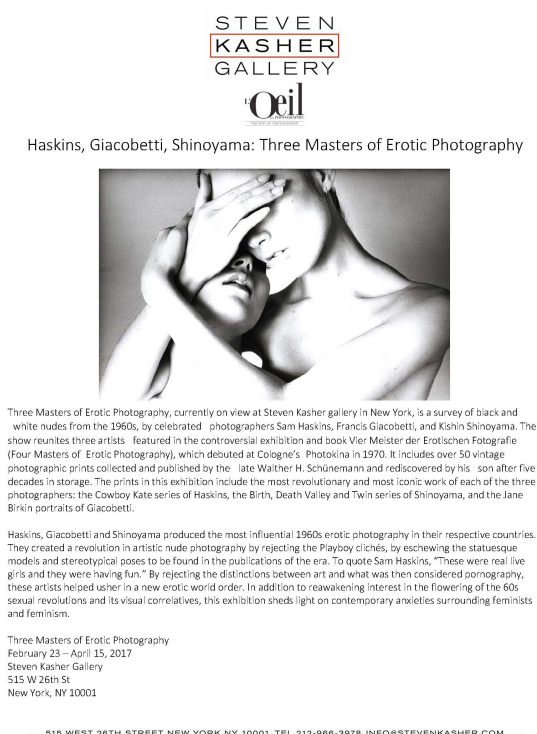 STEVEN
KASHER
GALLERY
L'Oeil
DE LA PHOTOGRAPHIE
THE EYE OF PHOTOGRAPHY
Haskins, Giacobetti, Shinoyama: Three Masters of Erotic Photography
Three Masters of Erotic Photography, currently on view at Steven Kasher gallery in New York, is a survey of black and
white nudes from the 1960s, by celebrated photographers Sam Haskins, Francis Giacobetti, and Kishin Shinoyama. The
show reunites three artists featured in the controversial exhibition and book Vier Meister der Erotischen Fotografie
(Four Masters of Erotic Photography), which debuted at Cologne's Photokina in 1970. It includes over 50 vintage
photographic prints collected and published by the late Walther H. Schünemann and rediscovered by his son after five
decades in storage. The prints in this exhibition include the most revolutionary and most iconic work of each of the three
photographers: the Cowboy Kate series of Haskins, the Birth, Death Valley and Twin series of Shinoyama, and the Jane
Birkin portraits of Giacobetti.
Haskins, Giacobetti and Shinoyama produced the most influential 1960s erotic photography in their respective countries.
They created a revolution in artistic nude photography by rejecting the Playboy clichés, by eschewing the statuesque
models and stereotypical poses to be found in the publications of the era. To quote Sam Haskins, "These were real live
girls and they were having fun." By rejecting the distinctions between art and what was then considered pornography,
these artists helped usher in a new erotic world order. In addition to reawakening interest in the flowering of the 60s
sexual revolutions and its visual correlatives, this exhibition sheds light on contemporary anxieties surrounding feminists
and feminism.
Three Masters of Erotic Photography
February 23 – April 15, 2017
Steven Kasher Gallery
515 W 26th St
New York, NY 10001
515 WEST 26TH STREET NEW YORK NY 10001 TEL 212-966-3978 INFO@STEVENKASHER.COM